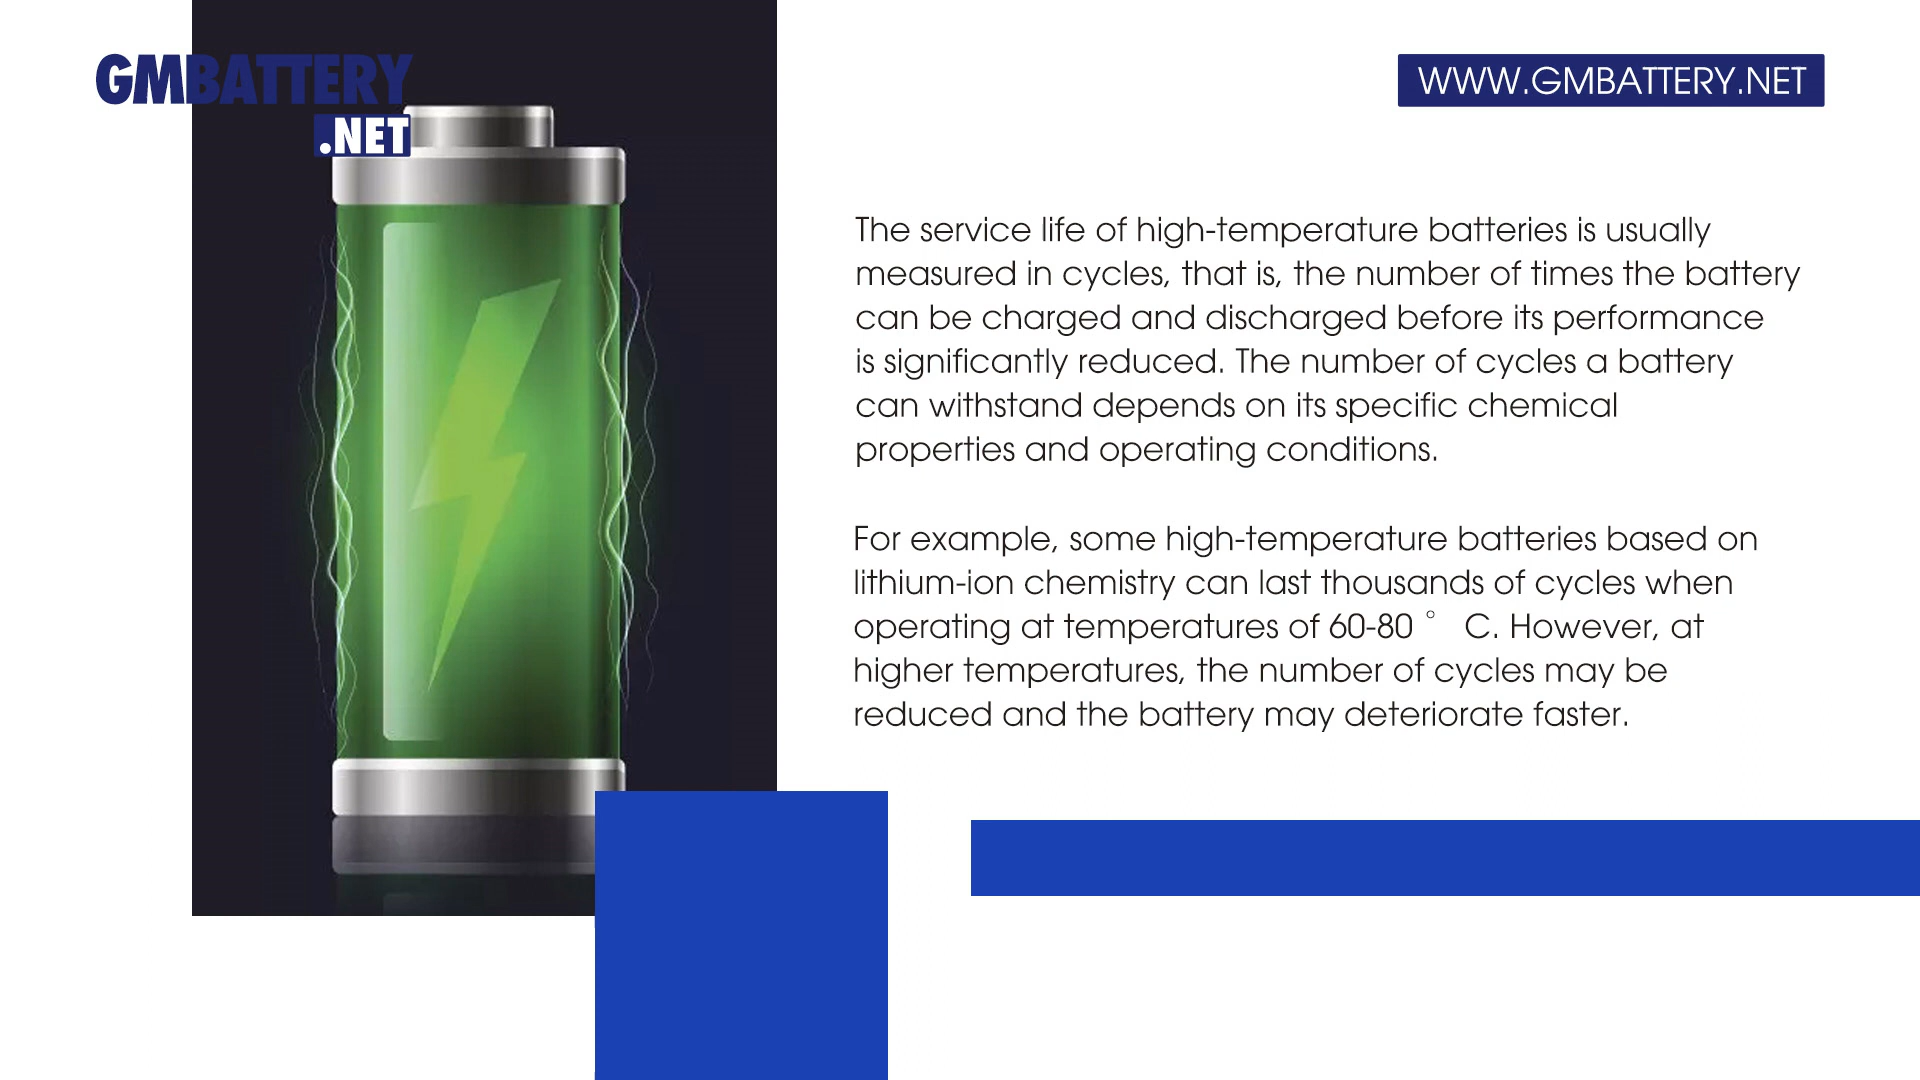 GMBATTERY
.NET
WWW.GMBATTERY.NET
The service life of high-temperature batteries is usually
measured in cycles, that is, the number of times the battery
can be charged and discharged before its performance
is significantly reduced. The number of cycles a battery
can withstand depends on its specific chemical
properties and operating conditions.
For example, some high-temperature batteries based on
lithium-ion chemistry can last thousands of cycles when
operating at temperatures of 60-80 ° C. However, at
higher temperatures, the number of cycles may be
reduced and the battery may deteriorate faster.